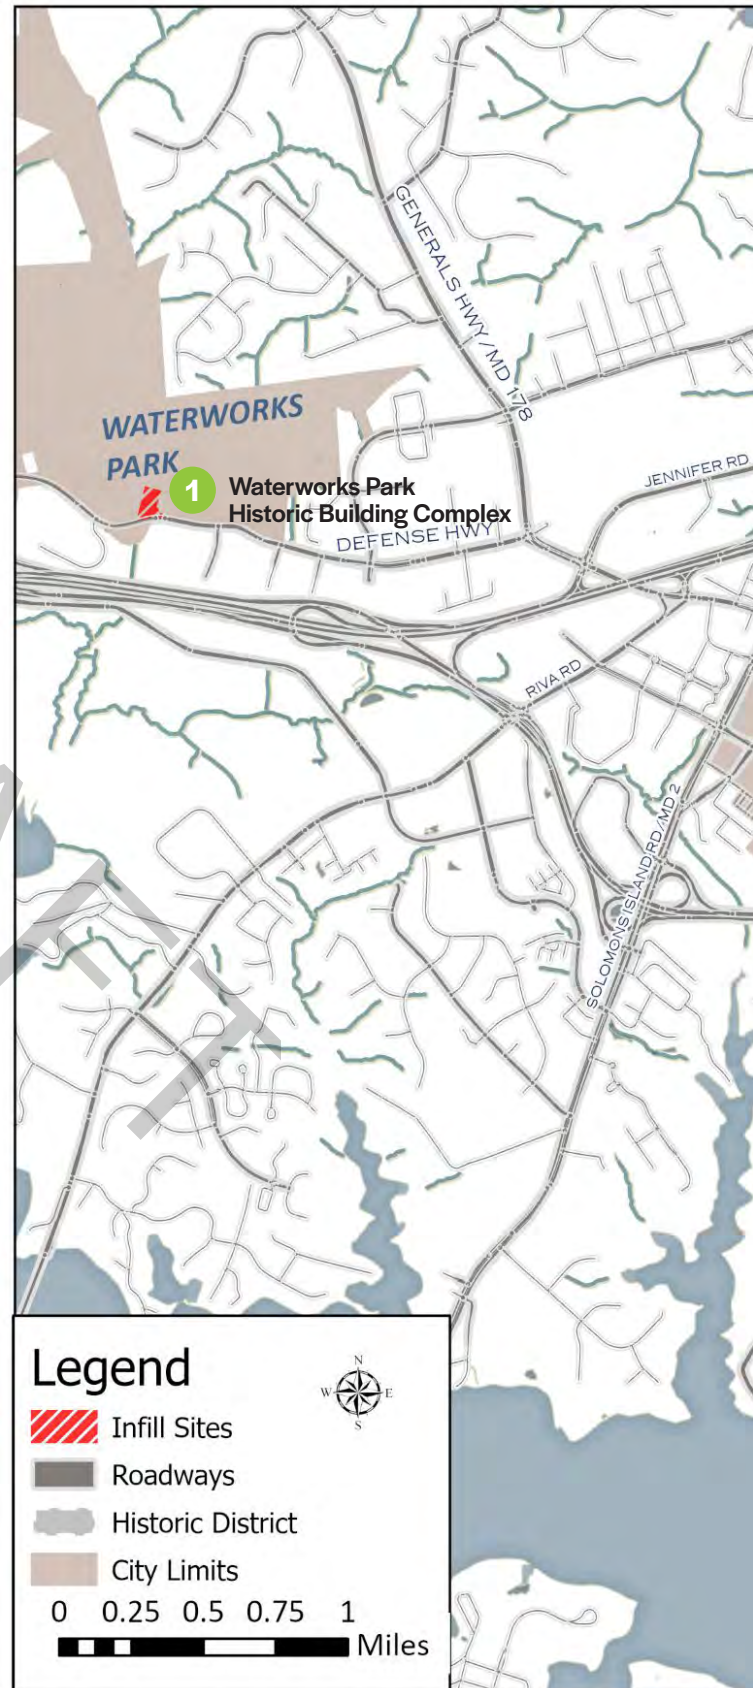 GENERALS HWY / MD 178
WATERWORKS
PARK
1
Waterworks Park
Historic Building Complex
JENNIFER RD
DEFENSE HWY
RIVA RD
SOLOMONS ISLAND RD/MD 2
AFT
Legend
N
W E
S
Infill Sites
Roadways
Historic District
City Limits
0 0.25 0.5 0.75 1
Miles